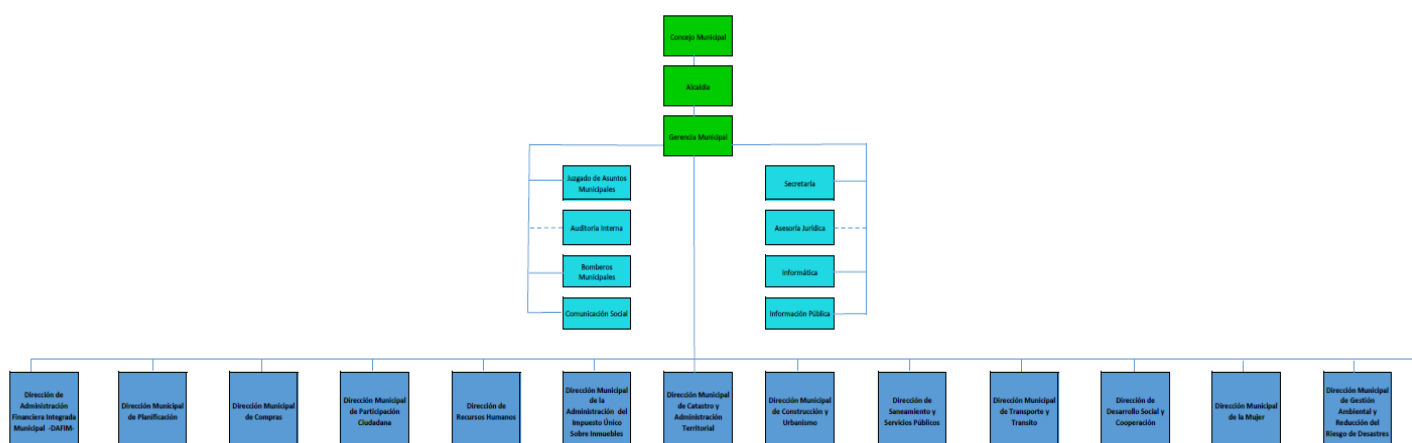 Concejo Municipal
Alcaldía
Gerencia Municipal
Juzgado de Asuntos
Municipales
Secretaría
Auditoria Interna
Asesoría Jurídica
Bomberos
Municipales
Informática
Comunicación Social
Información Pública
Dirección de
Administración
Financiera Integrada
Municipal -DAFIM-
Dirección Municipal
de Planificación
Dirección Municipal
de Compras
Dirección Municipal
de Participación
Ciudadana
Dirección de
Recursos Humanos
Dirección Municipal
de la
Administración del
Impuesto Único
Sobre Inmuebles
Dirección Municipal
de Catastro y
Administración
Territorial
Dirección Municipal
de Construcción y
Urbanismo
Dirección de
Saneamiento y
Servicios Públicos
Dirección Municipal
de Transporte y
Transito
Dirección de
Desarrollo Social y
Cooperación
Dirección Municipal
de la Mujer
Dirección Municipal
de Gestión
Ambiental y
Reducción del
Riesgo de Desastres